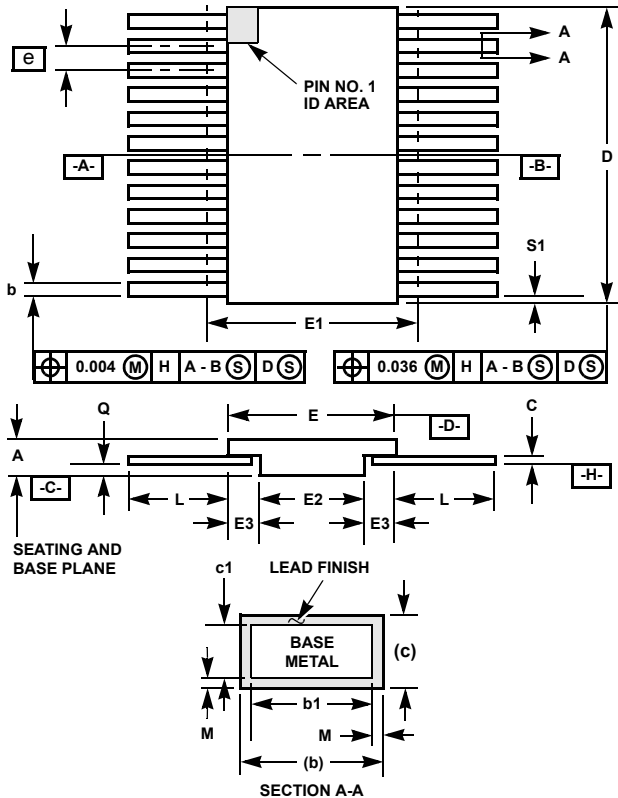 e
PIN NO. 1
ID AREA
A
A
-A-
-B-
D
S1
b
E1
0.004 M H A - B S D S
0.036 M H A - B S D S
Q
E
-D-
C
A
-C-
-H-
L
E2
L
E3
E3
SEATING AND
BASE PLANE
c1
LEAD FINISH
BASE
METAL
(c)
b1
M
M
(b)
SECTION A-A